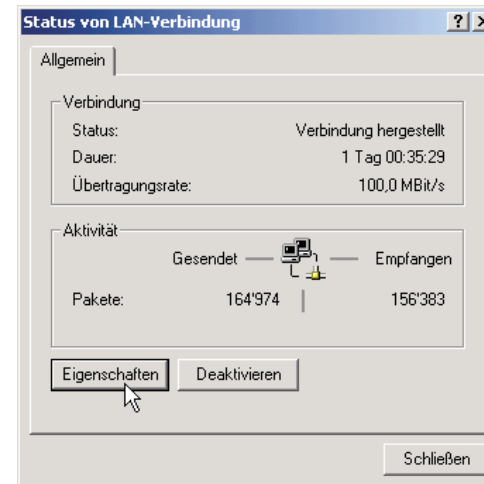 Status von LAN-Verbindung
Allgemein
Verbindung
Status: Verbindung hergestellt
Dauer: 1 Tag 00:35:29
Übertragungsrate: 100,0 MBit/s
Aktivität
Gesendet Empfangen
Pakete: 164'974 156'383
Eigenschaften Deaktivieren
Schließen